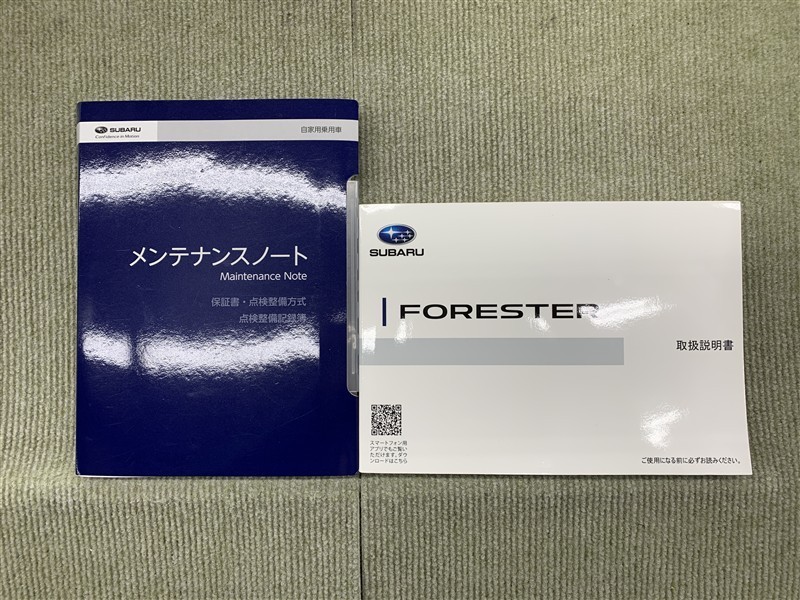 SUBARU
Confidence in Motion
自家用乗用車
メンテナンスノート
Maintenance Note
保証書・点検整備方式
点検整備記録簿
SUBARU
FORESTER
取扱説明書
スマートフォン用
アプリでもご覧い
ただけます。ダウ
ンロードはこちら
ご使用になる前に必ずお読みください。